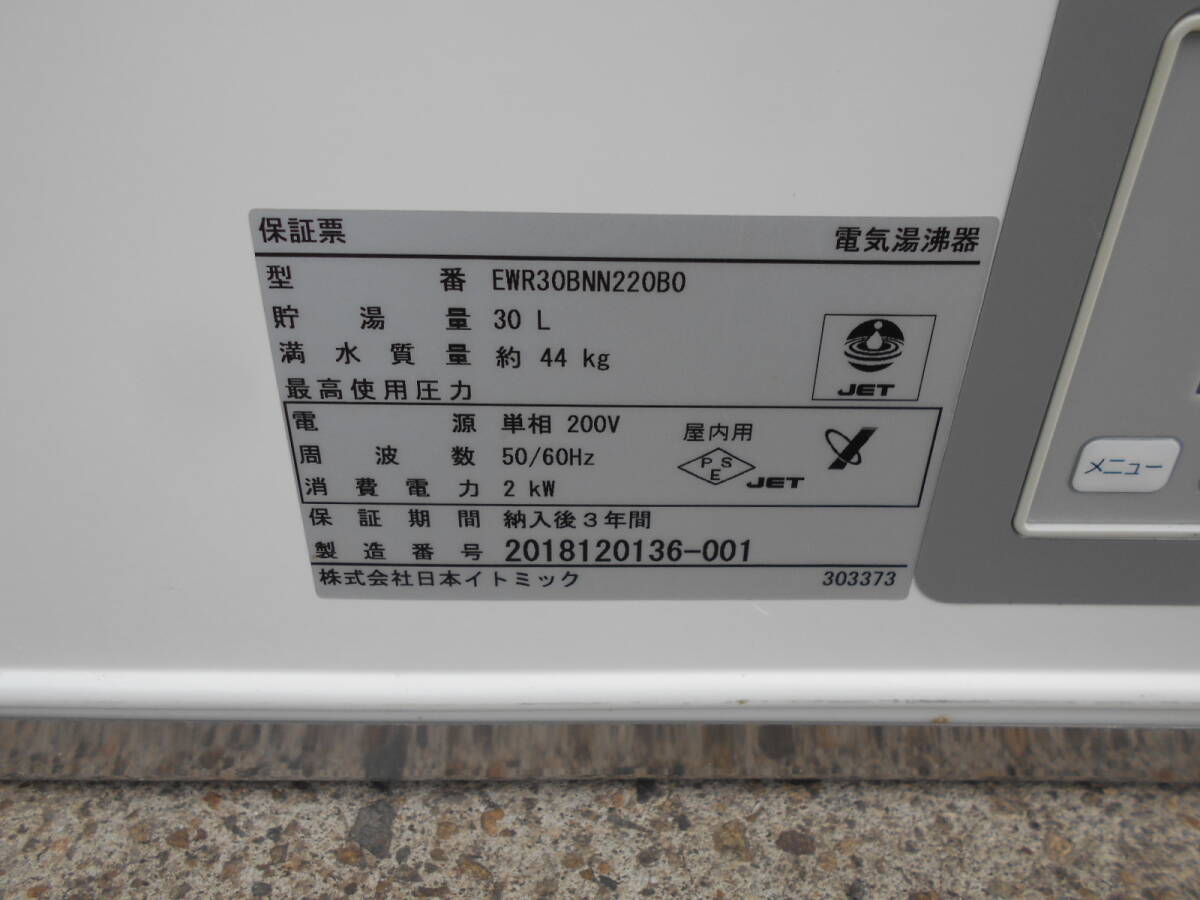 保証票 電気湯沸器
型番 EWR30BNN220B0
貯湯量 30 L
満水質量 約 44 kg
最高使用圧力
JET
電源 単相 200V
周波数 50/60Hz
消費電力 2 kW
屋内用
PSE JET
保証期間 納入後3年間
製造番号 2018120136-001
株式会社日本イトミック 303373
メニュー